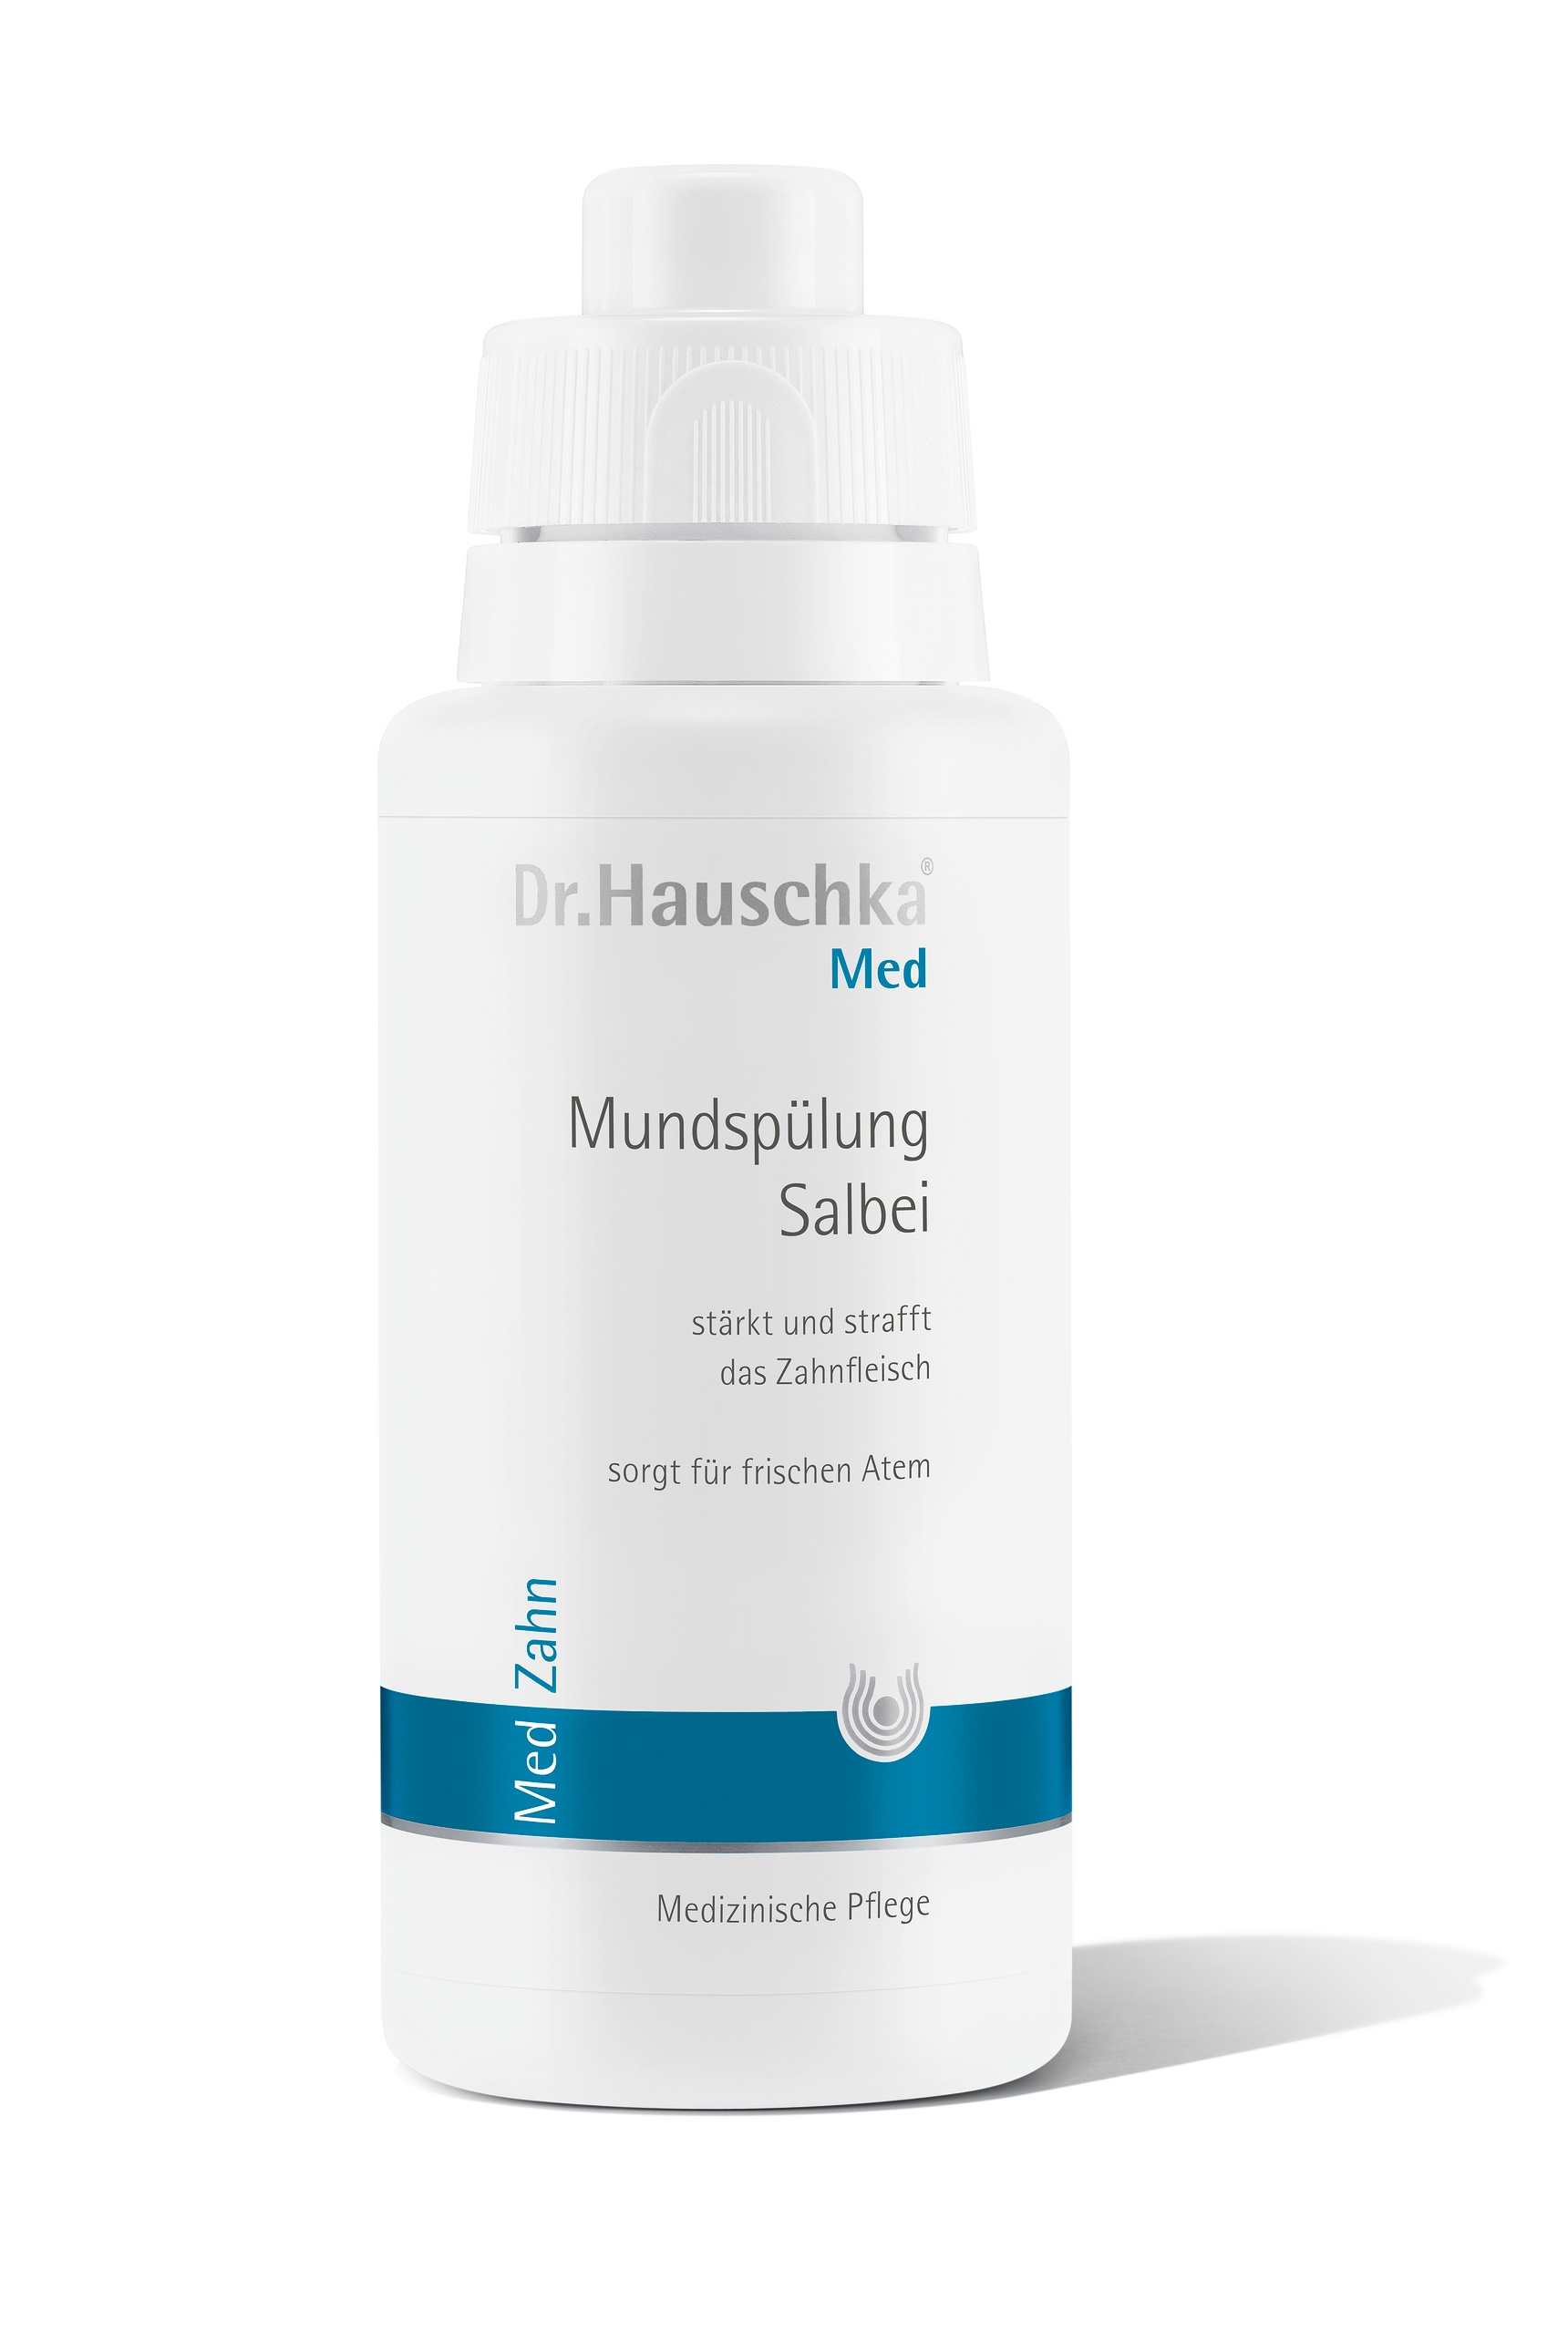 Dr.Hauschka®
Med
Mundspülung
Salbei
stärkt und strafft
das Zahnfleisch
sorgt für frischen Atem
Med Zahn
Medizinische Pflege